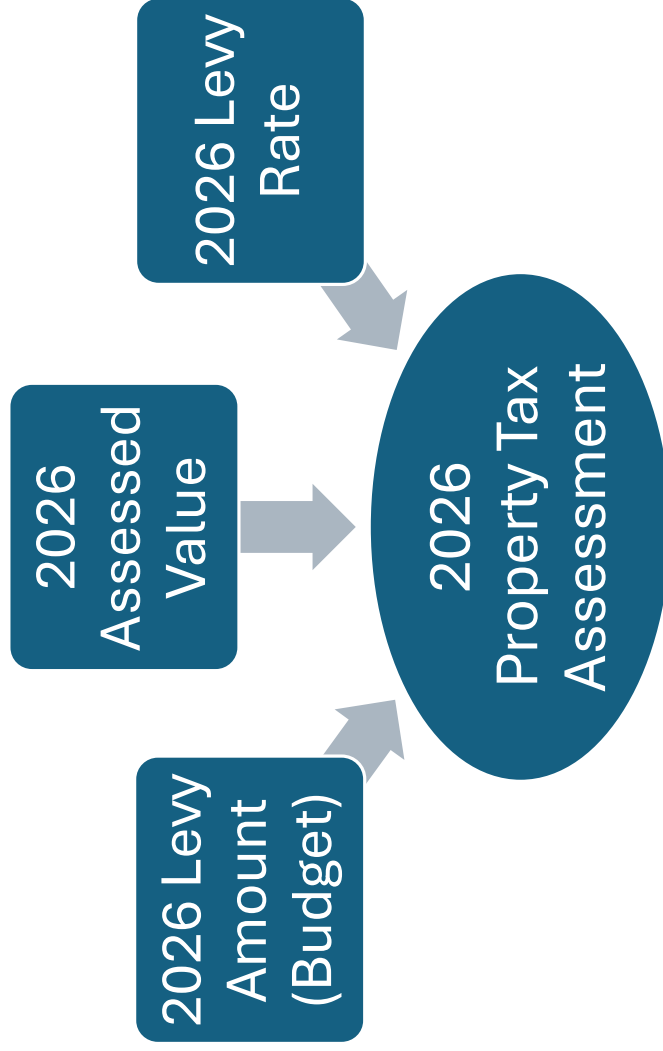 2026 Levy
Amount
(Budget)
2026
Assessed
Value
2026 Levy
Rate
2026
Property Tax
Assessment